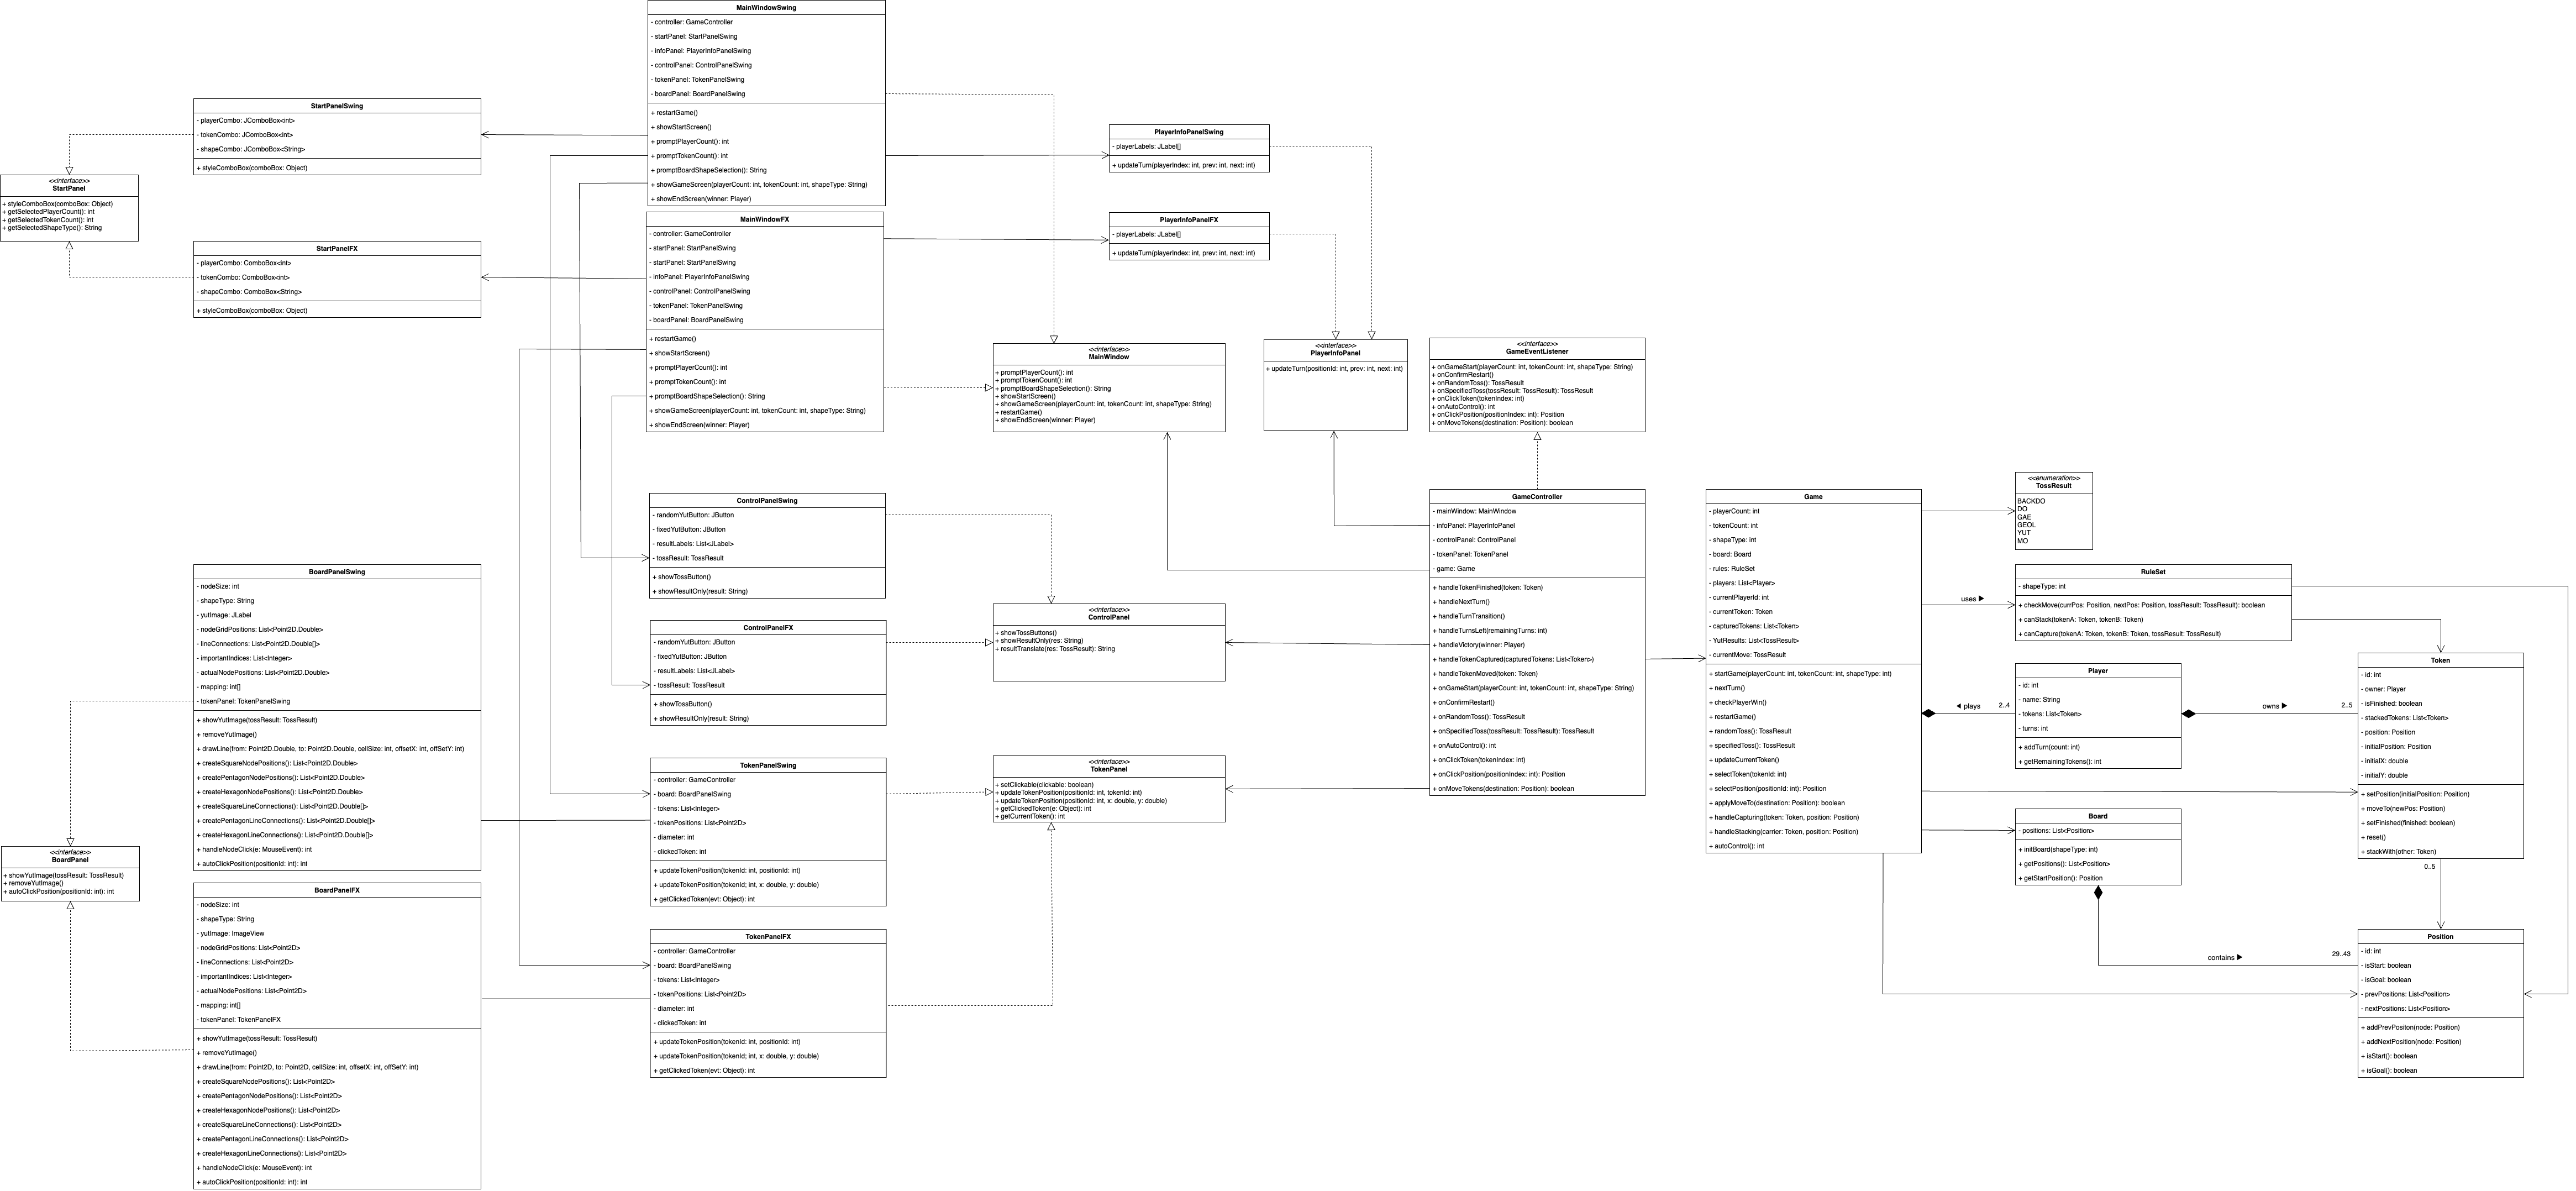 MainWindowSwing
- controller: GameController
- startPanel: StartPanelSwing
- infoPanel: PlayerInfoPanelSwing
- controlPanel: ControlPanelSwing
- tokenPanel: TokenPanelSwing
- boardPanel: BoardPanelSwing
+ restartGame()
+ showStartScreen()
+ promptPlayerCount(): int
+ promptTokenCount(): int
+ promptBoardShapeSelection(): String
+ showGameScreen(playerCount: int, tokenCount: int, shapeType: String)
+ showEndScreen(winner: Player)
StartPanelSwing
- playerCombo: JComboBox<int>
- tokenCombo: JComboBox<int>
- shapeCombo: JComboBox<String>
+ styleComboBox(comboBox: Object)
<<interface>>
StartPanel
+ styleComboBox(comboBox: Object)
+ getSelectedPlayerCount(): int
+ getSelectedTokenCount(): int
+ getSelectedShapeType(): String
StartPanelFX
- playerCombo: ComboBox<int>
- tokenCombo: ComboBox<int>
- shapeCombo: ComboBox<String>
+ styleComboBox(comboBox: Object)
MainWindowFX
- controller: GameController
- startPanel: StartPanelSwing
- startPanel: StartPanelSwing
- infoPanel: PlayerInfoPanelSwing
- controlPanel: ControlPanelSwing
- tokenPanel: TokenPanelSwing
- boardPanel: BoardPanelSwing
+ restartGame()
+ showStartScreen()
+ promptPlayerCount(): int
+ promptTokenCount(): int
+ promptBoardShapeSelection(): String
+ showGameScreen(playerCount: int, tokenCount: int, shapeType: String)
+ showEndScreen(winner: Player)
PlayerInfoPanelSwing
- playerLabels: JLabel[]
+ updateTurn(playerIndex: int, prev: int, next: int)
PlayerInfoPanelFX
- playerLabels: JLabel[]
+ updateTurn(playerIndex: int, prev: int, next: int)
<<interface>>
MainWindow
+ promptPlayerCount(): int
+ promptTokenCount(): int
+ promptBoardShapeSelection(): String
+ showStartScreen()
+ showGameScreen(playerCount: int, tokenCount: int, shapeType: String)
+ restartGame()
+ showEndScreen(winner: Player)
<<interface>>
PlayerInfoPanel
+ updateTurn(positionId: int, prev: int, next: int)
<<interface>>
GameEventListener
+ onGameStart(playerCount: int, tokenCount: int, shapeType: String)
+ onConfirmRestart()
+ onRandomToss(): TossResult
+ onSpecifiedToss(tossResult: TossResult): TossResult
+ onClickToken(tokenIndex: int)
+ onAutoControl(): int
+ onClickPosition(positionIndex: int): Position
+ onMoveTokens(destination: Position): boolean
ControlPanelSwing
- randomYutButton: JButton
- fixedYutButton: JButton
- resultLabels: List<JLabel>
- tossResult: TossResult
+ showTossButton()
+ showResultOnly(result: String)
ControlPanelFX
- randomYutButton: JButton
- fixedYutButton: JButton
- resultLabels: List<JLabel>
- tossResult: TossResult
+ showTossButton()
+ showResultOnly(result: String)
<<interface>>
ControlPanel
+ showTossButtons()
+ showResultOnly(res: String)
+ resultTranslate(res: TossResult): String
TokenPanelSwing
- controller: GameController
- board: BoardPanelSwing
- tokens: List<Integer>
- tokenPositions: List<Point2D>
- diameter: int
- clickedToken: int
+ updateTokenPosition(tokenId: int, positionId: int)
+ updateTokenPosition(tokenId; int, x: double, y: double)
+ getClickedToken(evt: Object): int
<<interface>>
TokenPanel
+ setClickable(clickable: boolean)
+ updateTokenPosition(positionId: int, tokenId: int)
+ updateTokenPosition(positionId: int, x: double, y: double)
+ getClickedToken(e: Object): int
+ getCurrentToken(): int
TokenPanelFX
- controller: GameController
- board: BoardPanelSwing
- tokens: List<Integer>
- tokenPositions: List<Point2D>
- diameter: int
- clickedToken: int
+ updateTokenPosition(tokenId: int, positionId: int)
+ updateTokenPosition(tokenId; int, x: double, y: double)
+ getClickedToken(evt: Object): int
BoardPanelSwing
- nodeSize: int
- shapeType: String
- yutImage: JLabel
- nodeGridPositions: List<Point2D.Double>
- lineConnections: List<Point2D.Double[]>
- importantIndices: List<Integer>
- actualNodePositions: List<Point2D.Double>
- mapping: int[]
- tokenPanel: TokenPanelSwing
+ showYutImage(tossResult: TossResult)
+ removeYutImage()
+ drawLine(from: Point2D.Double, to: Point2D.Double, cellSize: int, offsetX: int, offSetY: int)
+ createSquareNodePositions(): List<Point2D.Double>
+ createPentagonNodePositions(): List<Point2D.Double>
+ createHexagonNodePositions(): List<Point2D.Double>
+ createSquareLineConnections(): List<Point2D.Double[]>
+ createPentagonLineConnections(): List<Point2D.Double[]>
+ createHexagonLineConnections(): List<Point2D.Double[]>
+ handleNodeClick(e: MouseEvent): int
+ autoClickPosition(positionId: int): int
<<interface>>
BoardPanel
+ showYutImage(tossResult: TossResult)
+ removeYutImage()
+ autoClickPosition(positionId: int): int
BoardPanelFX
- nodeSize: int
- shapeType: String
- yutImage: ImageView
- nodeGridPositions: List<Point2D>
- lineConnections: List<Point2D>
- importantIndices: List<Integer>
- actualNodePositions: List<Point2D>
- mapping: int[]
- tokenPanel: TokenPanelFX
+ showYutImage(tossResult: TossResult)
+ removeYutImage()
+ drawLine(from: Point2D, to: Point2D, cellSize: int, offsetX: int, offSetY: int)
+ createSquareNodePositions(): List<Point2D>
+ createPentagonNodePositions(): List<Point2D>
+ createHexagonNodePositions(): List<Point2D>
+ createSquareLineConnections(): List<Point2D>
+ createPentagonLineConnections(): List<Point2D>
+ createHexagonLineConnections(): List<Point2D>
+ handleNodeClick(e: MouseEvent): int
+ autoClickPosition(positionId: int): int
GameController
- mainWindow: MainWindow
- infoPanel: PlayerInfoPanel
- controlPanel: ControlPanel
- tokenPanel: TokenPanel
- game: Game
+ handleTokenFinished(token: Token)
+ handleNextTurn()
+ handleTurnTransition()
+ handleTurnsLeft(remainingTurns: int)
+ handleVictory(winner: Player)
+ handleTokenCaptured(capturedTokens: List<Token>)
+ handleTokenMoved(token: Token)
+ onGameStart(playerCount: int, tokenCount: int, shapeType: String)
+ onConfirmRestart()
+ onRandomToss(): TossResult
+ onSpecifiedToss(tossResult: TossResult): TossResult
+ onAutoControl(): int
+ onClickToken(tokenIndex: int)
+ onClickPosition(positionIndex: int): Position
+ onMoveTokens(destination: Position): boolean
Game
- playerCount: int
- tokenCount: int
- shapeType: int
- board: Board
- rules: RuleSet
- players: List<Player>
- currentPlayerId: int
- currentToken: Token
- capturedTokens: List<Token>
- YutResults: List<TossResult>
- currentMove: TossResult
+ startGame(playerCount: int, tokenCount: int, shapeType: int)
+ nextTurn()
+ checkPlayerWin()
+ restartGame()
+ randomToss(): TossResult
+ specifiedToss(): TossResult
+ updateCurrentToken()
+ selectToken(tokenId: int)
+ selectPosition(positionId: int): Position
+ applyMoveTo(destination: Position): boolean
+ handleCapturing(token: Token, position: Position)
+ handleStacking(carrier: Token, position: Position)
+ autoControl(): int
<<enumeration>>
TossResult
BACKDO
DO
GAE
GEOL
YUT
MO
uses ▶
RuleSet
- shapeType: int
+ checkMove(currPos: Position, nextPos: Position, tossResult: TossResult): boolean
+ canStack(tokenA: Token, tokenB: Token)
+ canCapture(tokenA: Token, tokenB: Token, tossResult: TossResult)
◀ plays
2..4
Player
- id: int
- name: String
- tokens: List<Token>
- turns: int
+ addTurn(count: int)
+ getRemainingTokens(): int
owns ▶
2..5
Token
- id: int
- owner: Player
- isFinished: boolean
- stackedTokens: List<Token>
- position: Position
- initialPosition: Position
- initialX: double
- initialY: double
+ setPosition(initialPosition: Position)
+ moveTo(newPos: Position)
+ setFinished(finished: boolean)
+ reset()
+ stackWith(other: Token)
0..5
Board
- positions: List<Position>
+ initBoard(shapeType: int)
+ getPositions(): List<Position>
+ getStartPosition(): Position
contains ▶
29..43
Position
- id: int
- isStart: boolean
- isGoal: boolean
- prevPositions: List<Position>
- nextPositions: List<Position>
+ addPrevPositon(node: Position)
+ addNextPosition(node: Position)
+ isStart(): boolean
+ isGoal(): boolean